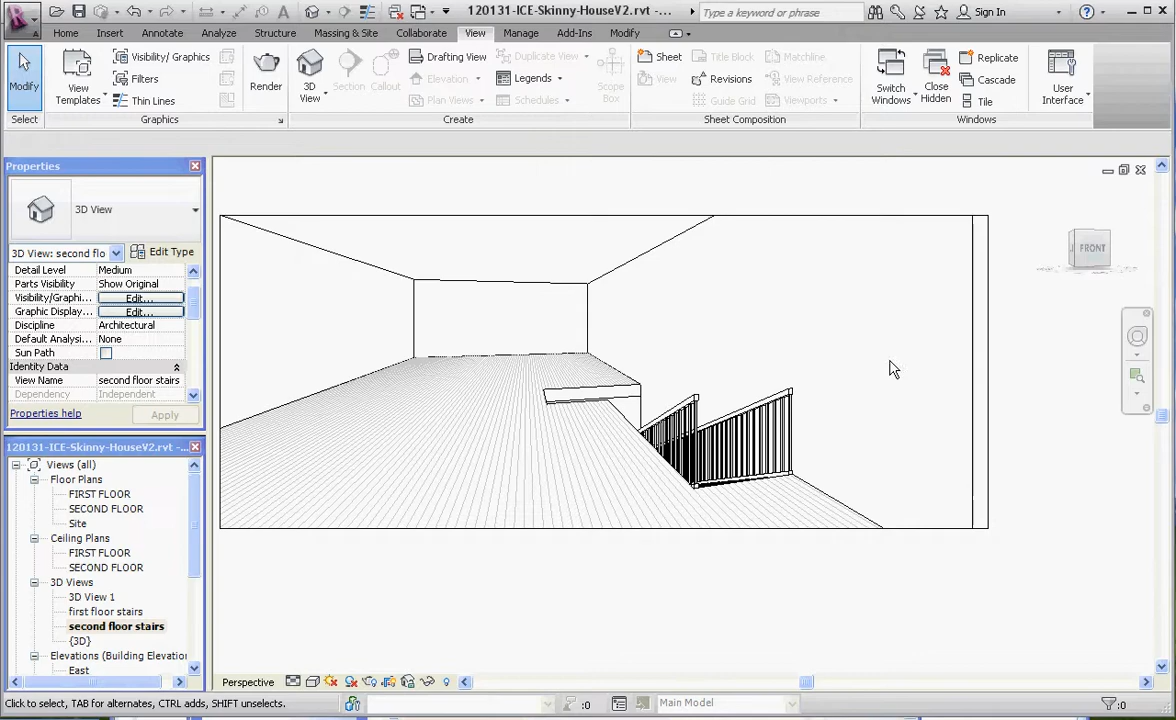 120131-ICE-Skinny-HouseV2.rvt -...
Type a keyword or phrase
Sign In
Home Insert Annotate Analyze Structure Massing & Site Collaborate View Manage Add-Ins Modify
Modify
View Templates
Visibility/ Graphics
Filters
Thin Lines
Render
3D View
Section
Callout
Drafting View
Elevation
Plan Views
Duplicate View
Legends
Schedules
Scope Box
Sheet
View
Title Block
Revisions
Guide Grid
Matchline
View Reference
Viewports
Switch Windows
Close Hidden
Replicate
Cascade
Tile
User Interface
Select Graphics Create Sheet Composition Windows
Properties
3D View
3D View: second flo Edit Type
Detail Level Medium
Parts Visibility Show Original
Visibility/Graphi... Edit...
Graphic Display... Edit...
Discipline Architectural
Default Analysi... None
Sun Path
Identity Data
View Name second floor stairs
Dependency Independent
Properties help Apply
120131-ICE-Skinny-HouseV2.rvt -...
Views (all)
Floor Plans
FIRST FLOOR
SECOND FLOOR
Site
Ceiling Plans
FIRST FLOOR
SECOND FLOOR
3D Views
3D View 1
first floor stairs
second floor stairs
{3D}
Elevations (Building Elevation
East
FRONT
Perspective
Click to select, TAB for alternates, CTRL adds, SHIFT unselects.
:0
Main Model
:0